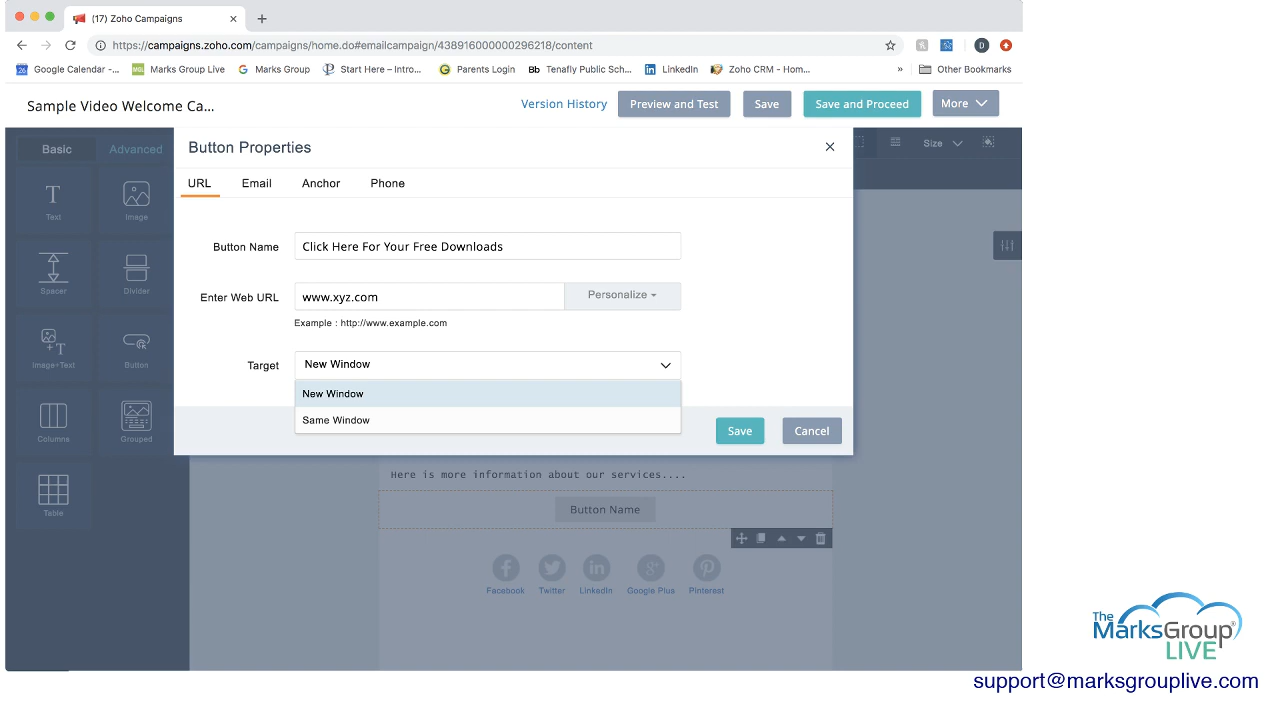 (17) Zoho Campaigns
https://campaigns.zoho.com/campaigns/home.do#emailcampaign/438916000000296218/content
D
26 Google Calendar -... MGL Marks Group Live G Marks Group Start Here – Intro... Parents Login Bb Tenafly Public Sch... in LinkedIn Zoho CRM - Hom... » Other Bookmarks
Sample Video Welcome Ca...
Version History Preview and Test Save Save and Proceed More
Basic Advanced
Size
Button Properties
URL Email Anchor Phone
Text Image
Button Name Click Here For Your Free Downloads
Spacer Divider
Enter Web URL www.xyz.com Personalize
Example : http://www.example.com
Image+Text Button
Target New Window
New Window
Same Window
Columns Grouped
Save Cancel
Here is more information about our services....
Table
Button Name
Facebook Twitter LinkedIn Google Plus Pinterest
The
MarksGroup®
LIVE
support@marksgrouplive.com